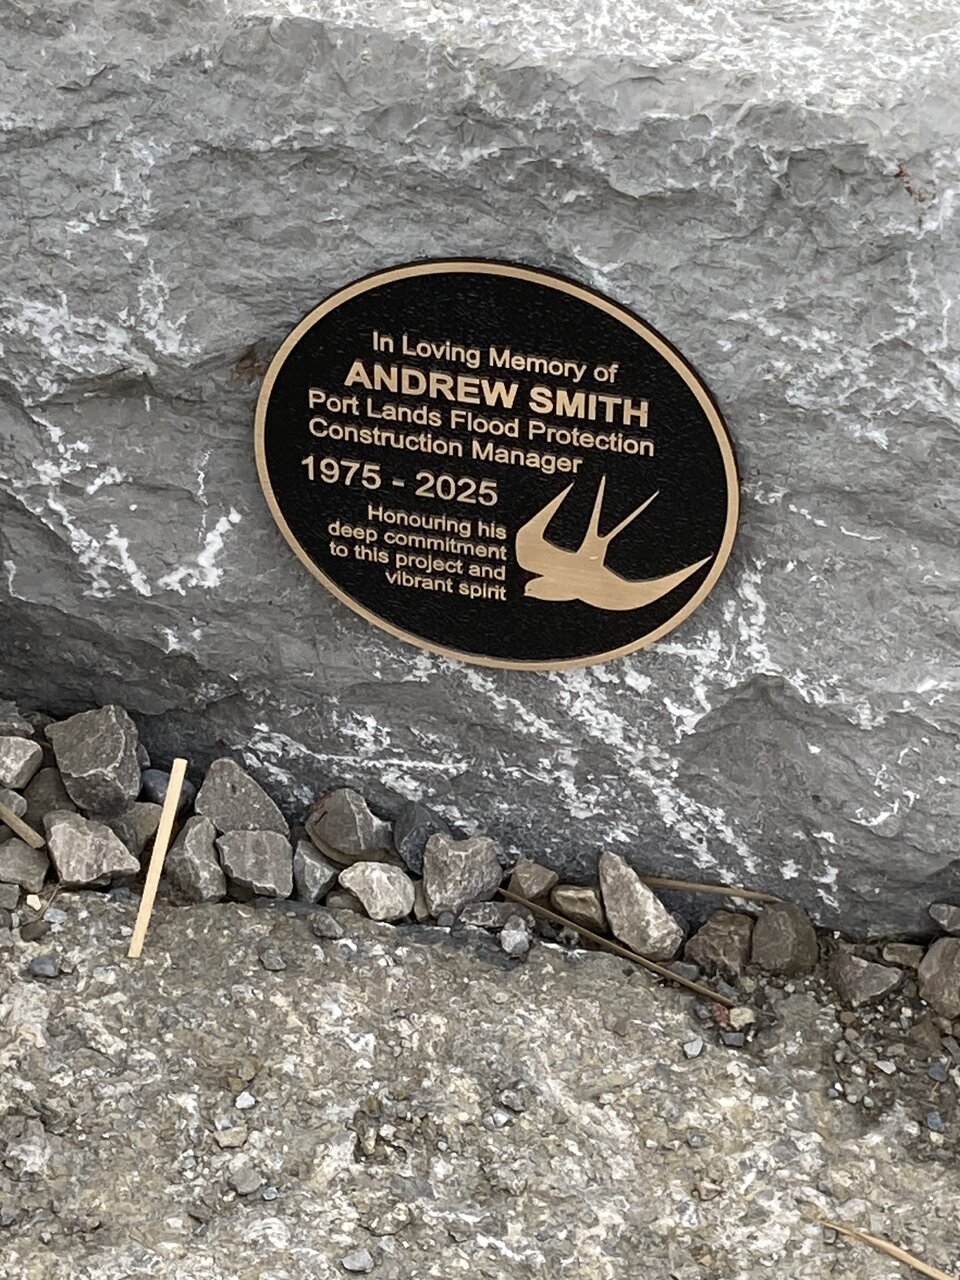 In Loving Memory of
ANDREW SMITH
Port Lands Flood Protection
Construction Manager
1975 - 2025
Honouring his
deep commitment
to this project and
vibrant spirit